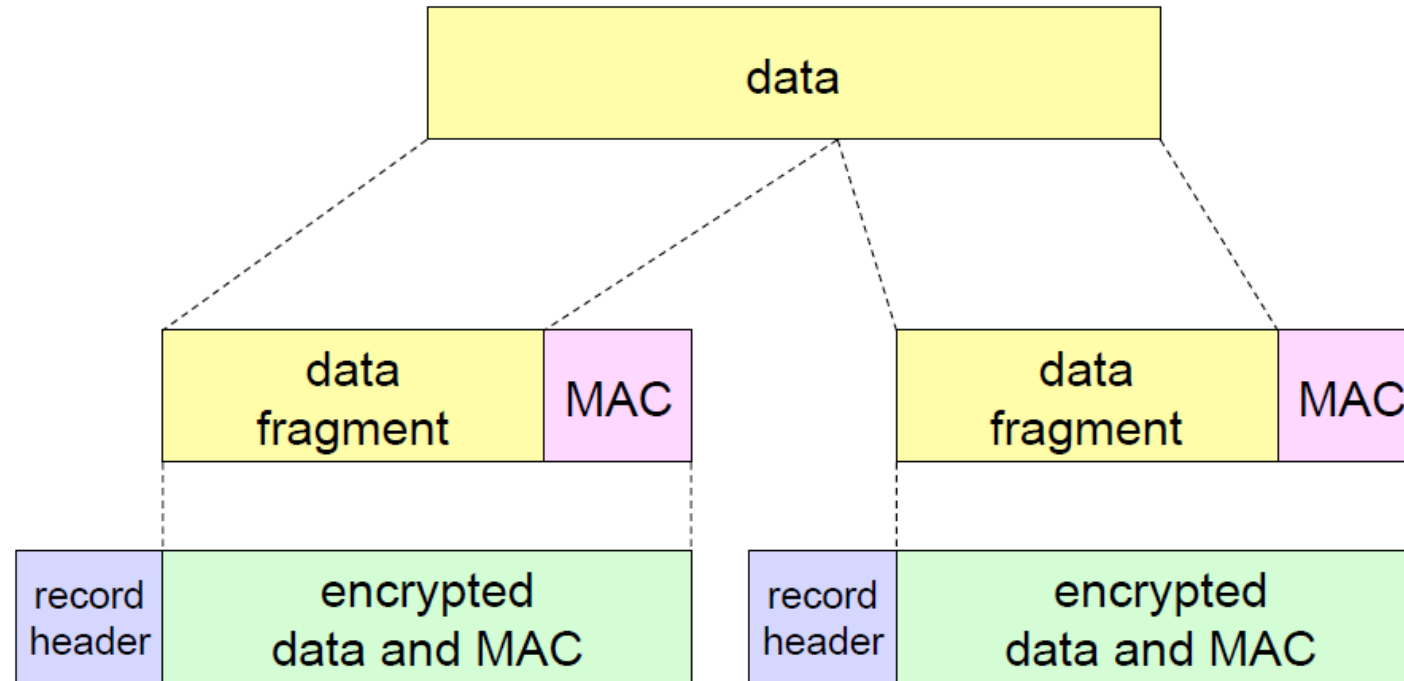 data
data
fragment
MAC
data
fragment
MAC
record
header
encrypted
data and MAC
record
header
encrypted
data and MAC